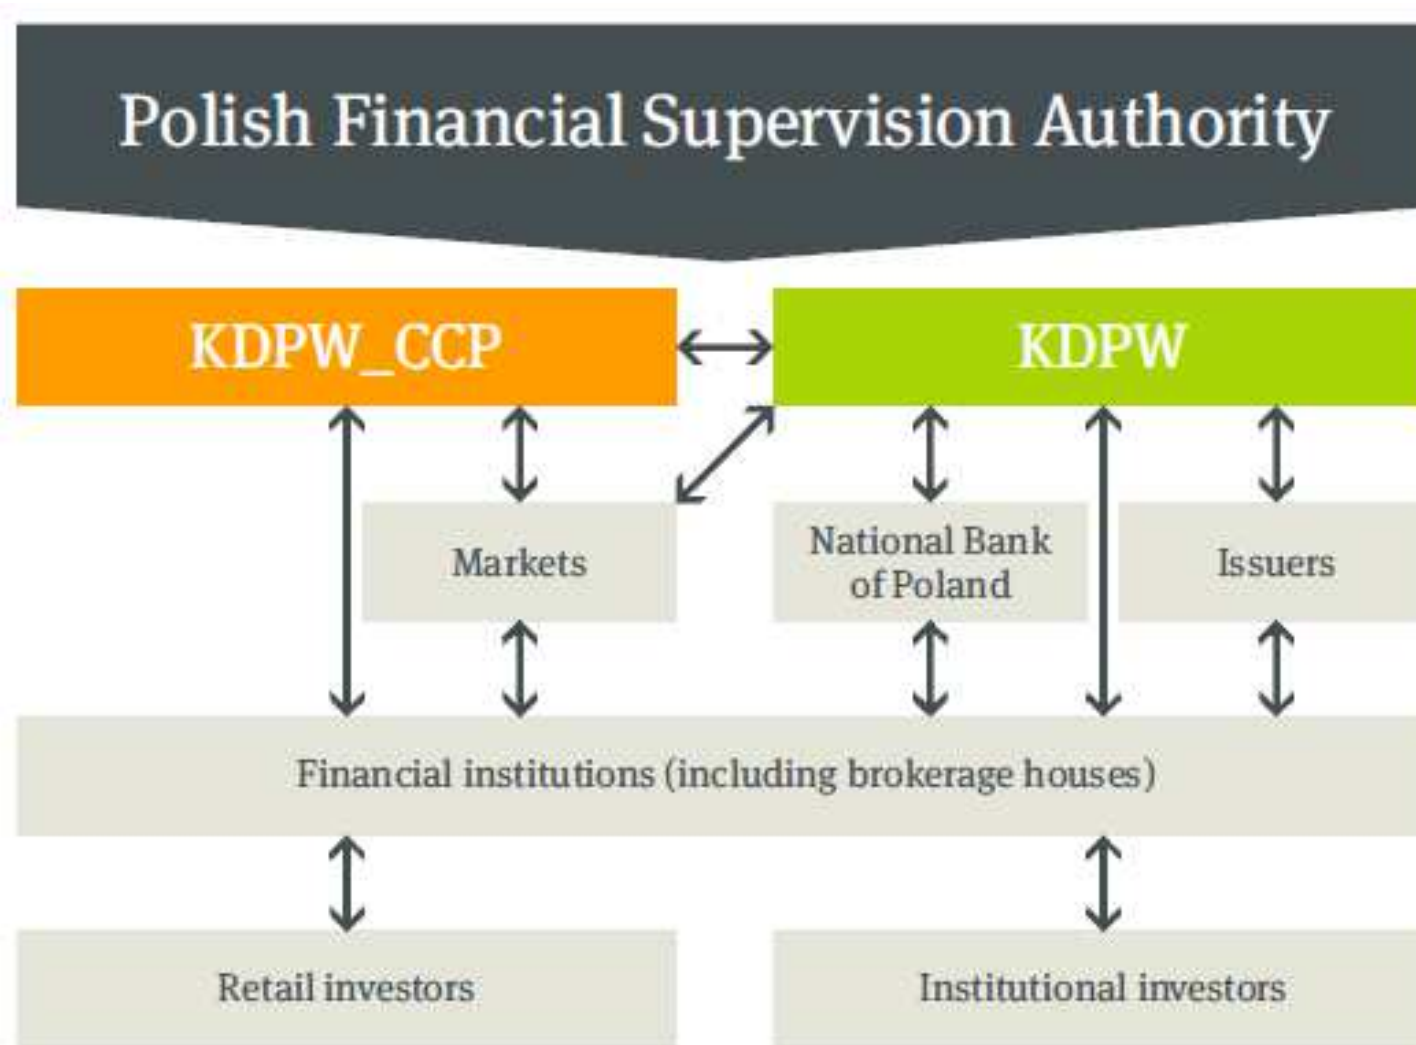 Polish Financial Supervision Authority
KDPW_CCP
KDPW
Markets
National Bank
of Poland
Issuers
Financial institutions (including brokerage houses)
Retail investors
Institutional investors